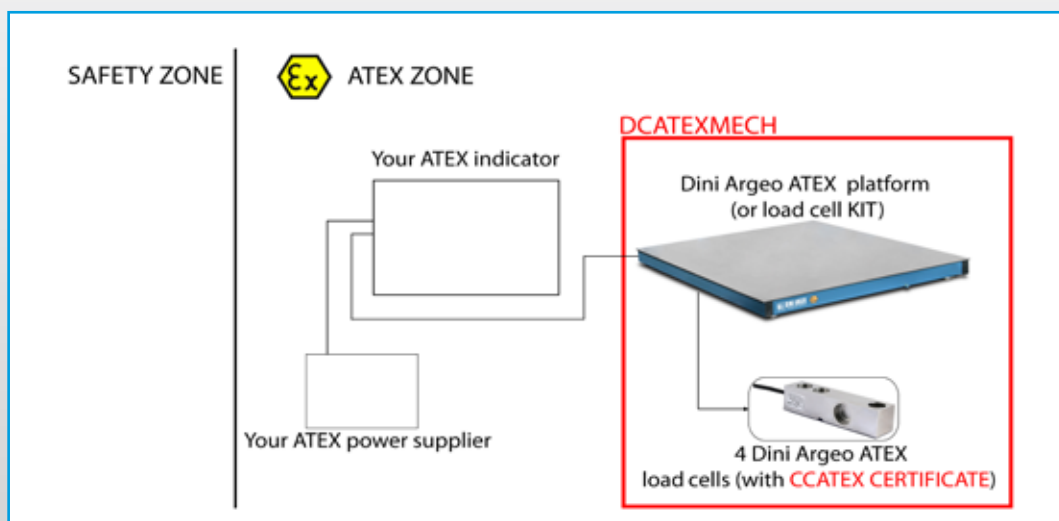 SAFETY ZONE
Ex
ATEX ZONE
DCATEXMECH
Your ATEX indicator
Dini Argeo ATEX platform
(or load cell KIT)
Your ATEX power supplier
4 Dini Argeo ATEX
load cells (with CCATEX CERTIFICATE)